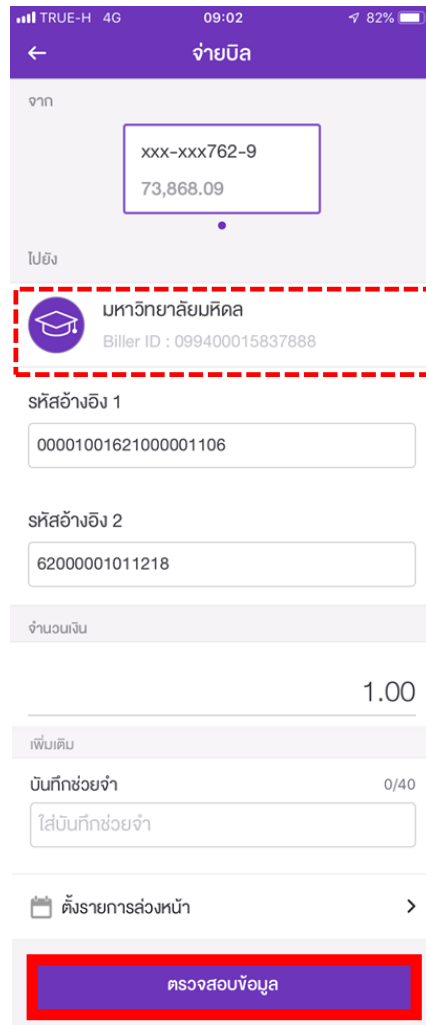 TRUE-H 4G 09:02 82%
จ่ายบิล
จาก
xxx-xxx762-9
73,868.09
ไปยัง
มหาวิทยาลัยมหิดล
Biller ID : 099400015837888
รหัสอ้างอิง 1
00001001621000001106
รหัสอ้างอิง 2
62000001011218
จำนวนเงิน
1.00
เพิ่มเติม
บันทึกช่วยจำ 0/40
ใส่บันทึกช่วยจำ
ตั้งรายการล่วงหน้า
ตรวจสอบข้อมูล